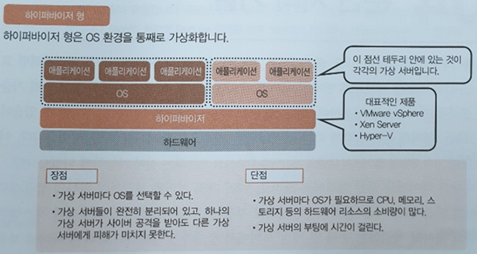 하이퍼바이저 형
하이퍼바이저 형은 OS 환경을 통째로 가상화합니다.
애플리케이션 애플리케이션 애플리케이션 애플리케이션 애플리케이션
OS OS
하이퍼바이저
하드웨어
이 점선 테두리 안에 있는 것이
각각의 가상 서버입니다.
대표적인 제품
• VMware vSphere
• Xen Server
• Hyper-V
장점
• 가상 서버마다 OS를 선택할 수 있다.
• 가상 서버들이 완전히 분리되어 있고, 하나의
가상 서버가 사이버 공격을 받아도 다른 가상
서버에게 피해가 미치지 못한다.
단점
• 가상 서버마다 OS가 필요하므로 CPU, 메모리, 스
토리지 등의 하드웨어 리소스의 소비량이 많다.
• 가상 서버의 부팅에 시간이 걸린다.